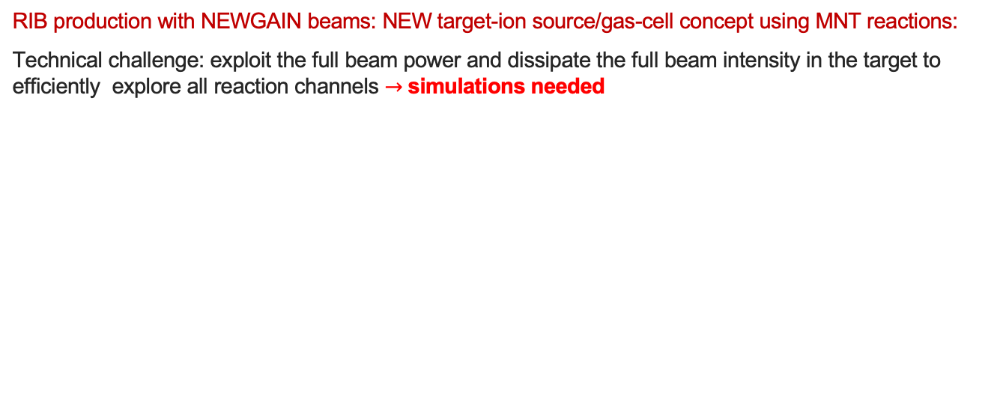 RIB production with NEWGAIN beams: NEW target-ion source/gas-cell concept using MNT reactions:
Technical challenge: exploit the full beam power and dissipate the full beam intensity in the target to
efficiently  explore all reaction channels → simulations needed